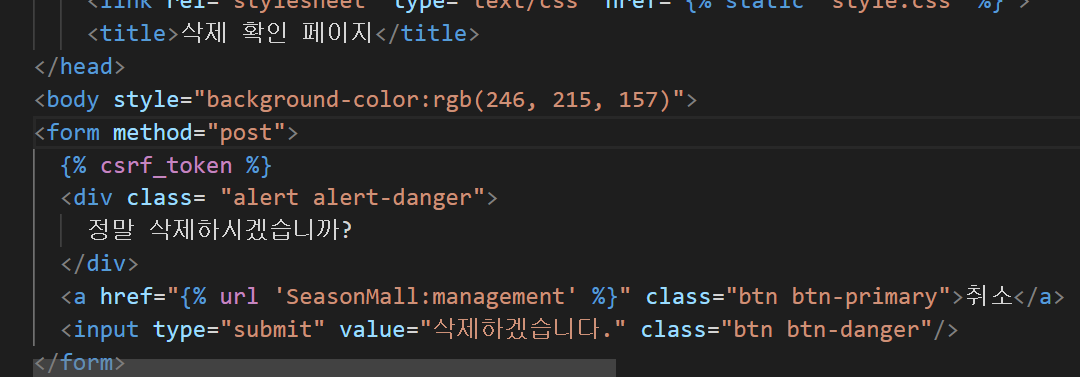 <link rel="stylesheet" type="text/css" href="{% static 'style.css' %}">
<title>삭제 확인 페이지</title>
</head>
<body style="background-color:rgb(246, 215, 157)">
<form method="post">
{% csrf_token %}
<div class= "alert alert-danger">
정말 삭제하시겠습니까?
</div>
<a href="{% url 'SeasonMall:management' %}" class="btn btn-primary">취소</a>
<input type="submit" value="삭제하겠습니다." class="btn btn-danger"/>
</form>